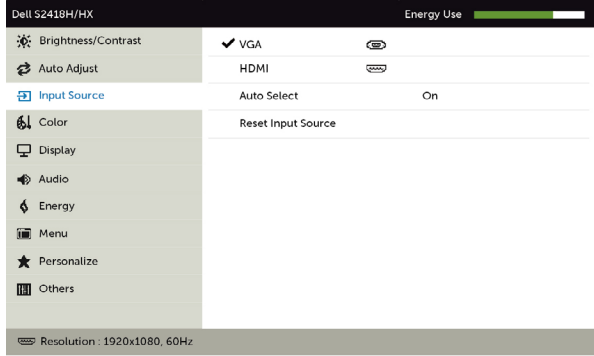 Dell S2418H/HX Energy Use
Brightness/Contrast
Auto Adjust
Input Source
Color
Display
Audio
Energy
Menu
Personalize
Others
VGA
HDMI
Auto Select On
Reset Input Source
Resolution : 1920x1080, 60Hz